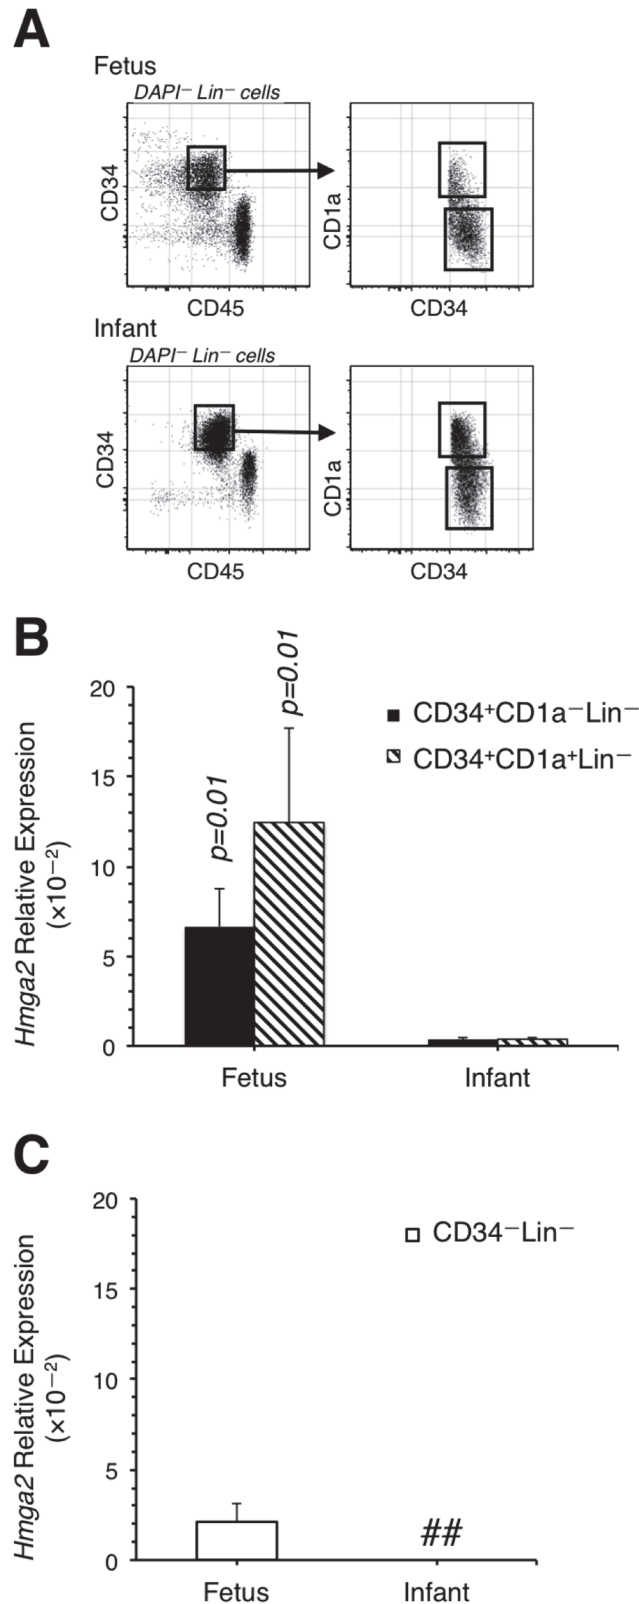 A
Fetus
DAPI⁻ Lin⁻ cells
CD34
CD45
CD1a
CD34
Infant
DAPI⁻ Lin⁻ cells
CD34
CD45
CD1a
CD34
B
Hmga2 Relative Expression
(×10⁻²)
20
15
10
5
0
p=0.01
p=0.01
CD34⁺CD1a⁻Lin⁻
CD34⁺CD1a⁺Lin⁻
Fetus
Infant
C
Hmga2 Relative Expression
(×10⁻²)
20
15
10
5
0
CD34⁻Lin⁻
##
Fetus
Infant